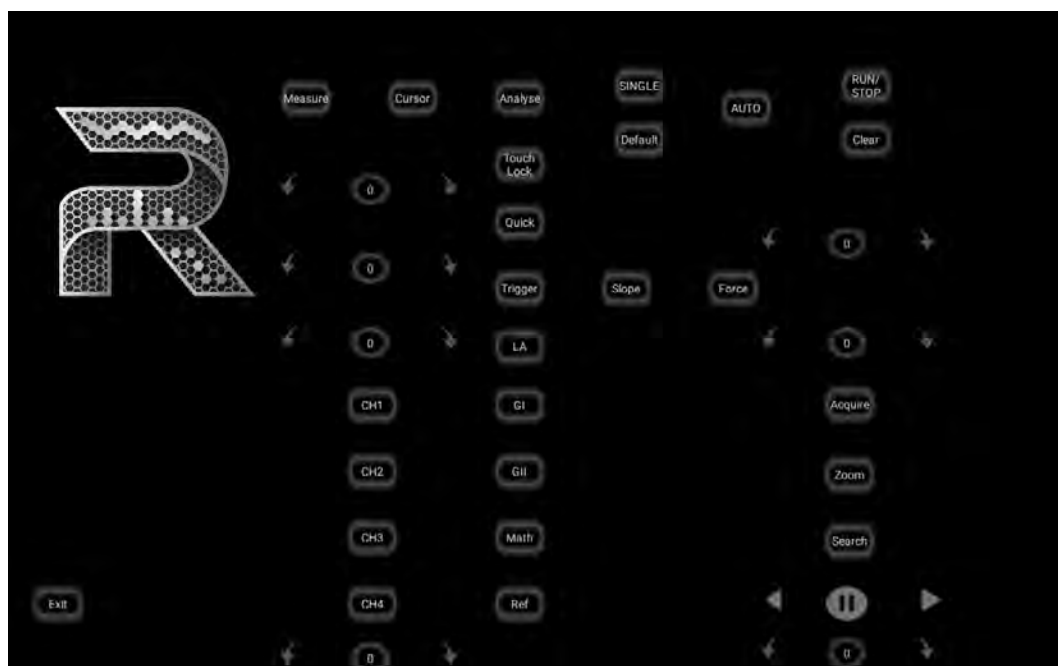 SINGLE
RUN/
STOP
Measure
Cursor
Analyse
AUTO
Default
Clear
Touch
Lock
0
Quick
0
0
Trigger
Slope
Force
0
LA
0
CH1
GI
Acquire
CH2
GII
Zoom
CH3
Math
Search
Exit
CH4
Ref
0
0